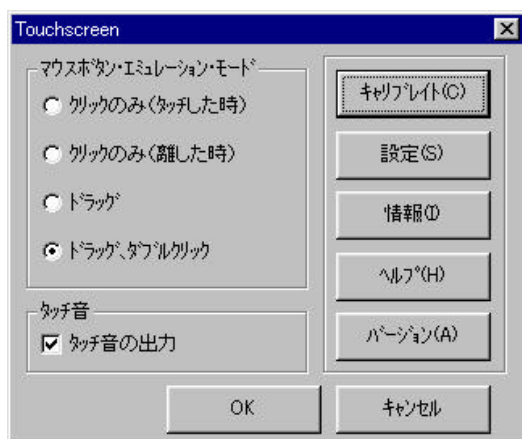 Touchscreen
ﾏｳｽﾎﾞﾀﾝ･ｴﾐｭﾚｰｼｮﾝ･ﾓｰﾄﾞ
ｸﾘｯｸのみ(ﾀｯﾁした時)
ｸﾘｯｸのみ(離した時)
ﾄﾞﾗｯｸﾞ
ﾄﾞﾗｯｸﾞ､ﾀﾞﾌﾞﾙｸﾘｯｸ
ﾀｯﾁ音
ﾀｯﾁ音の出力
ｷｬﾘﾌﾞﾚｲﾄ(C)
設定(S)
情報(I)
ﾍﾙﾌﾟ(H)
ﾊﾞｰｼﾞｮﾝ(A)
OK
ｷｬﾝｾﾙ